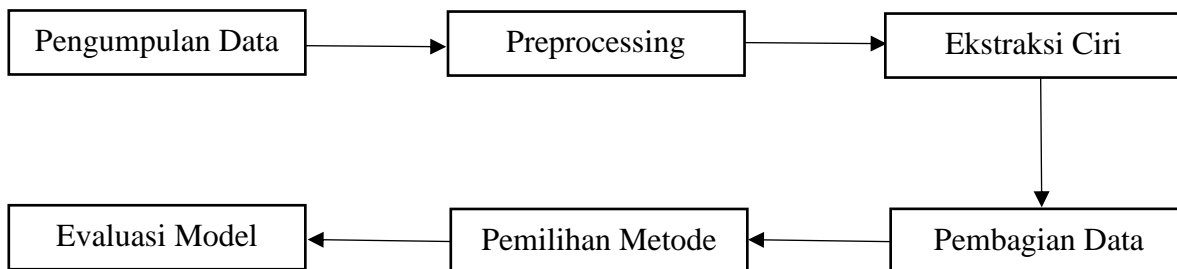 Pengumpulan Data
Preprocessing
Ekstraksi Ciri
Evaluasi Model
Pemilihan Metode
Pembagian Data